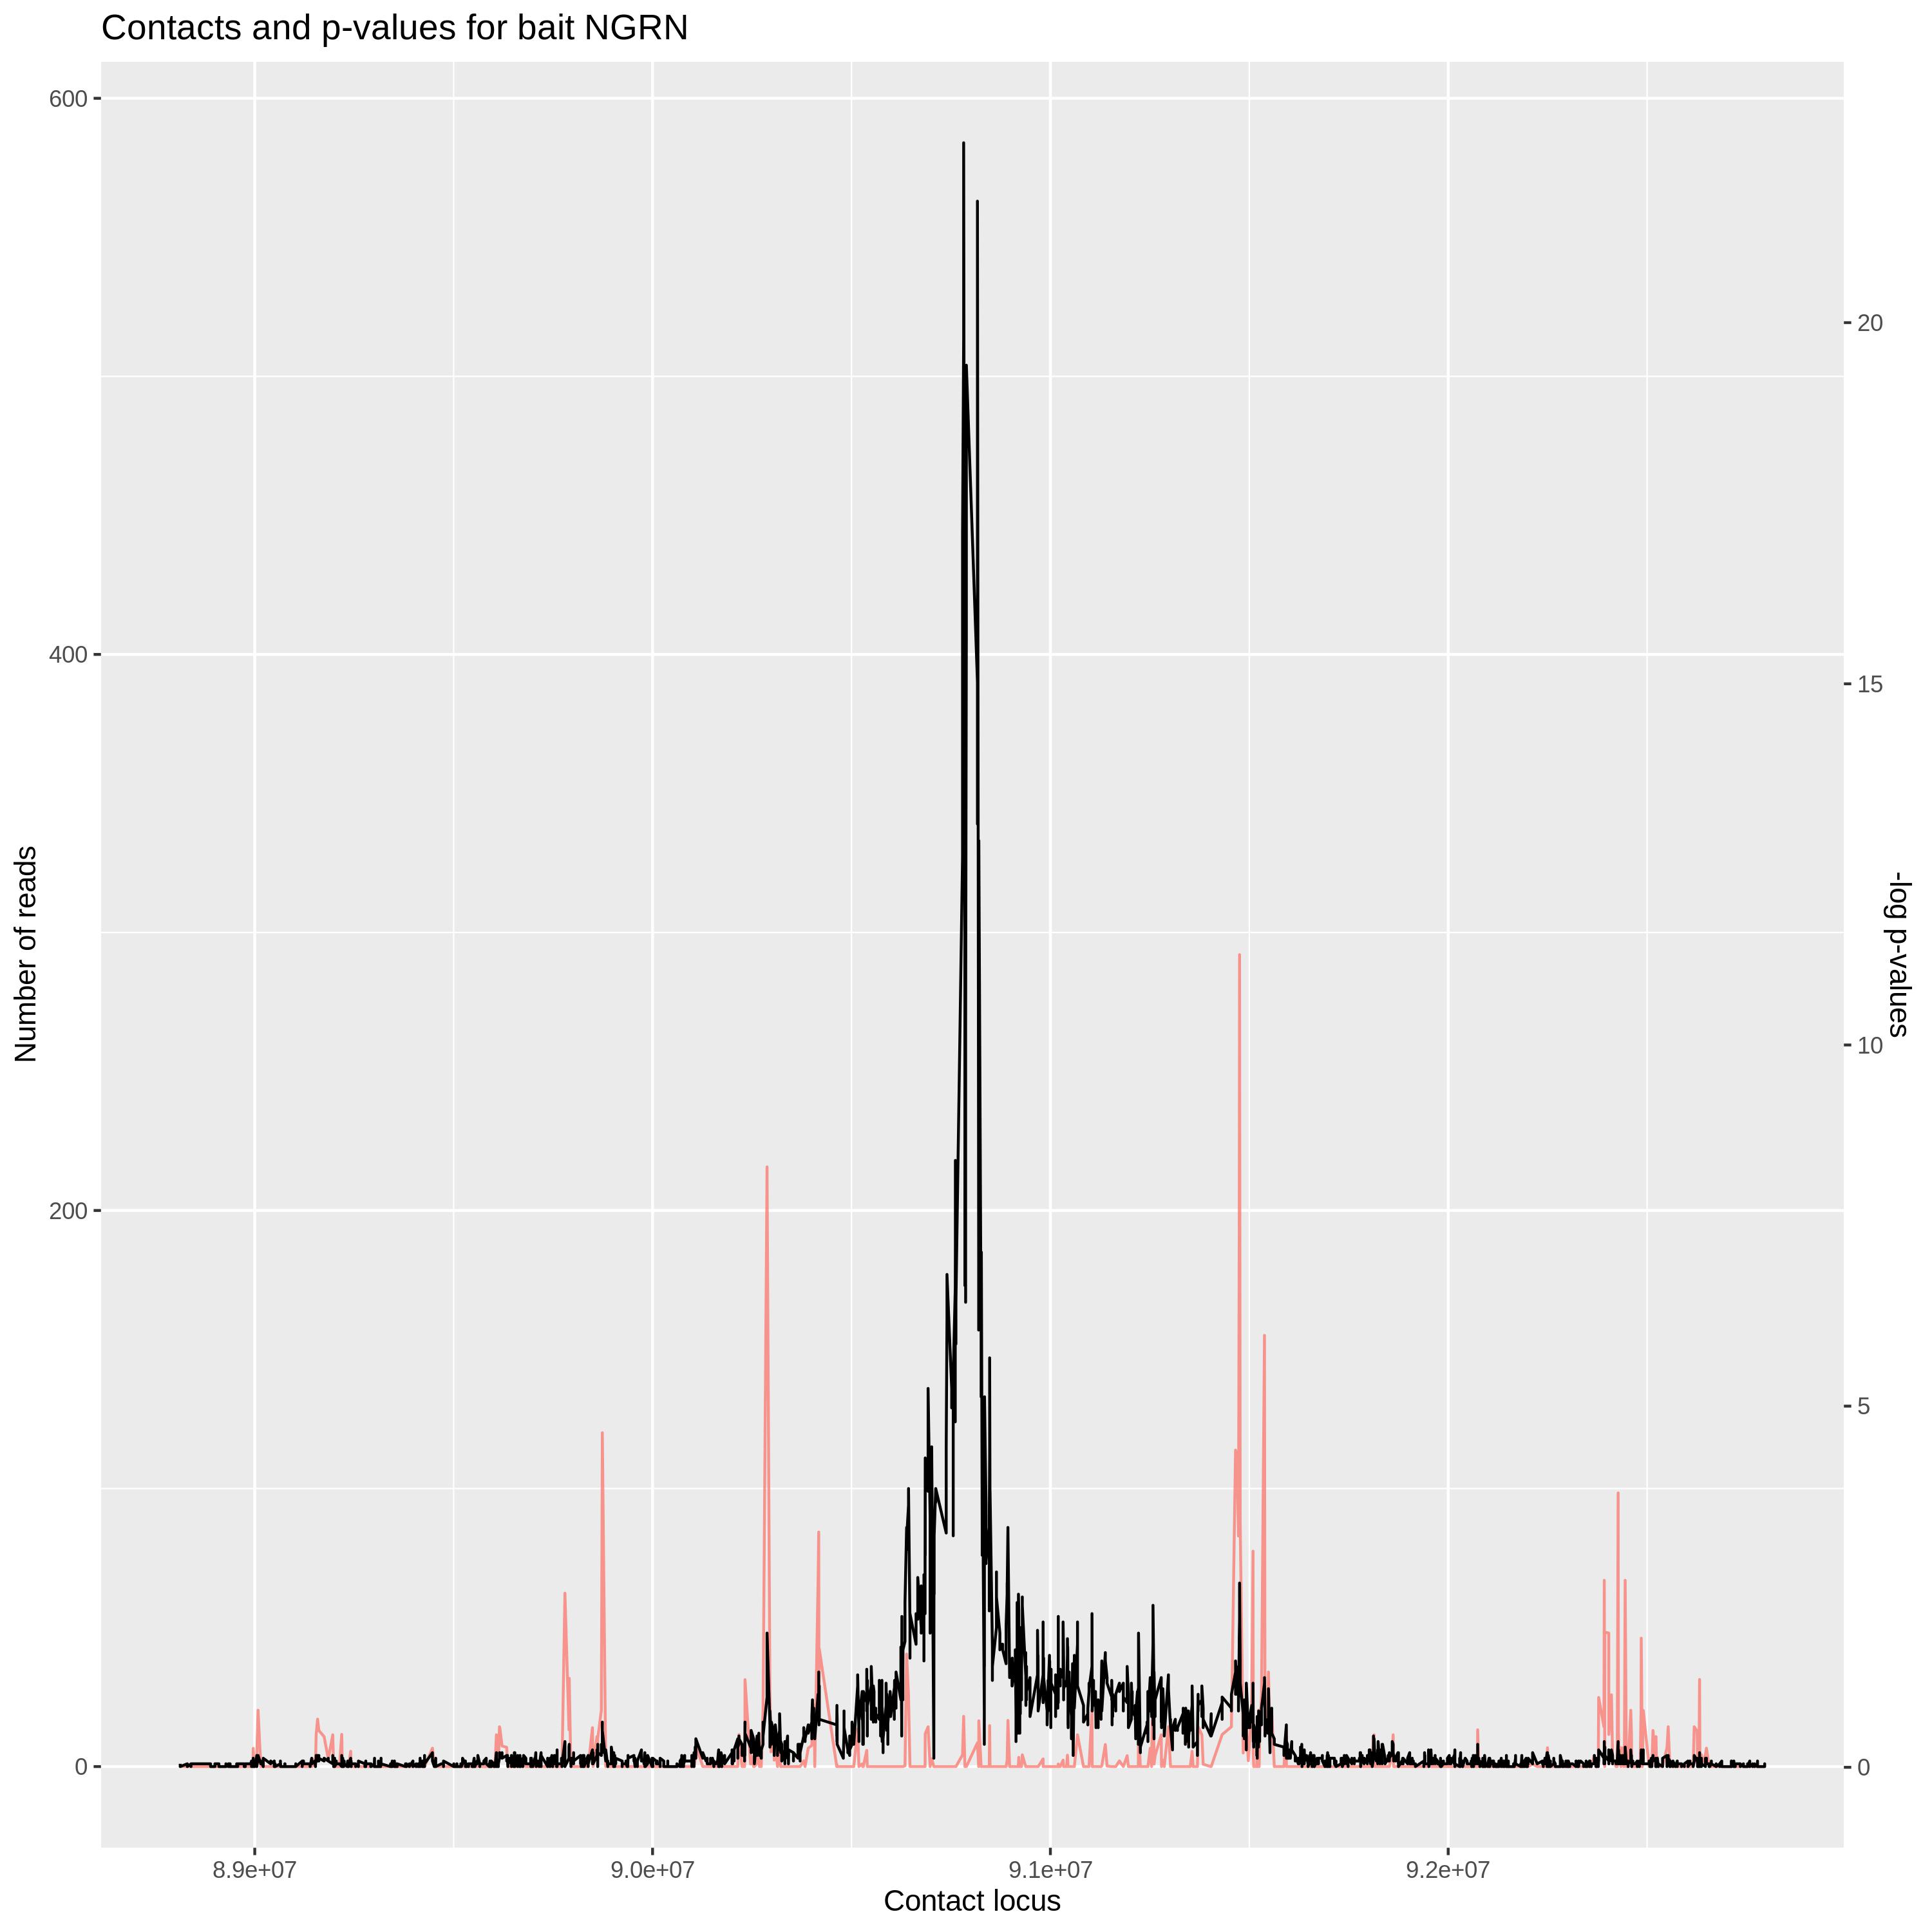 Contacts and p-values for bait NGRN
600
400
200
0
Number of reads
20
15
10
5
0
-log p-values
8.9e+07
9.0e+07
9.1e+07
9.2e+07
Contact locus